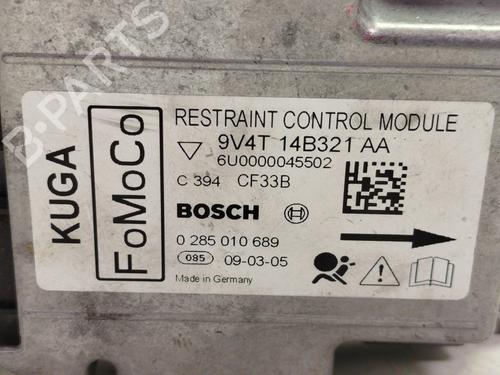 B-PARTS
KUGA
FoMoCo
RESTRAINT CONTROL MODULE
9V4T 14B321 AA
6U0000045502
C 394 CF33B
BOSCH
0 285 010 689
085 09-03-05
Made in Germany